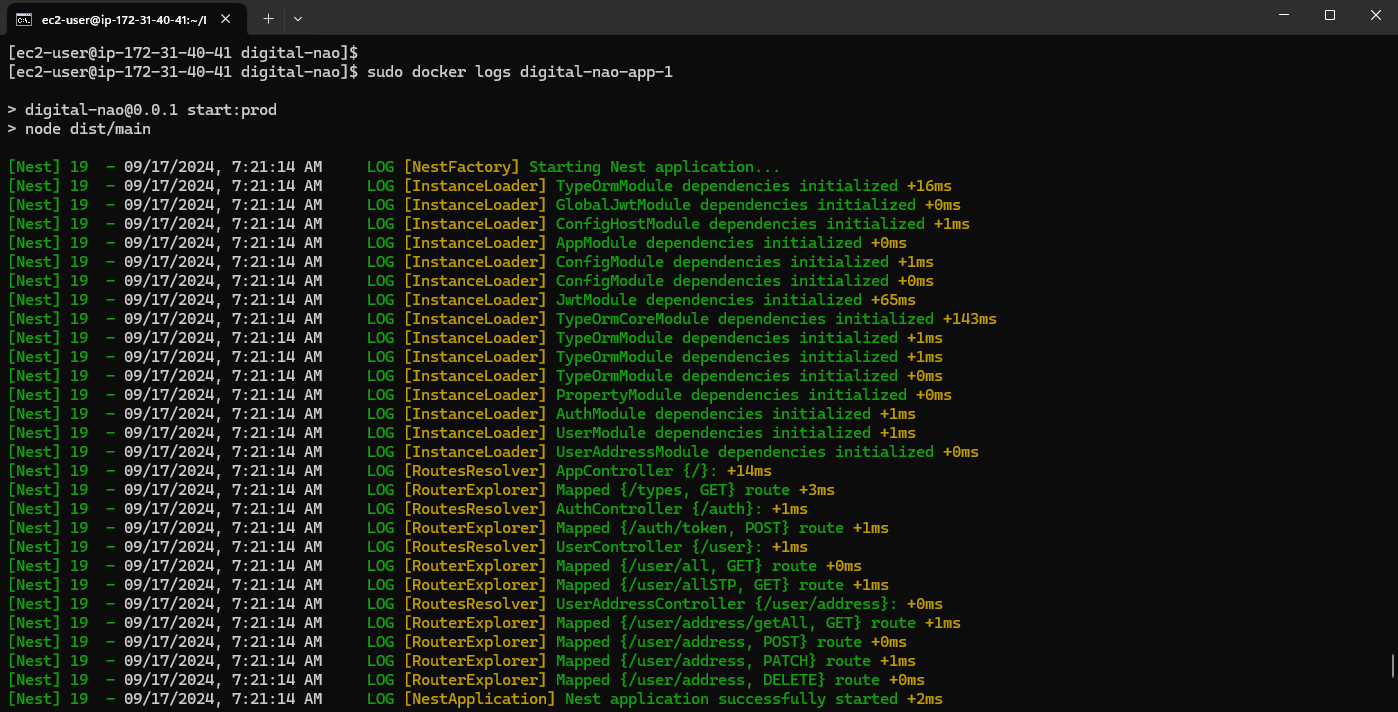 ec2-user@ip-172-31-40-41:~/l
[ec2-user@ip-172-31-40-41 digital-nao]$
[ec2-user@ip-172-31-40-41 digital-nao]$ sudo docker logs digital-nao-app-1
> digital-nao@0.0.1 start:prod
> node dist/main
[Nest] 19  - 09/17/2024, 7:21:14 AM     LOG [NestFactory] Starting Nest application...
[Nest] 19  - 09/17/2024, 7:21:14 AM     LOG [InstanceLoader] TypeOrmModule dependencies initialized +16ms
[Nest] 19  - 09/17/2024, 7:21:14 AM     LOG [InstanceLoader] GlobalJwtModule dependencies initialized +0ms
[Nest] 19  - 09/17/2024, 7:21:14 AM     LOG [InstanceLoader] ConfigHostModule dependencies initialized +1ms
[Nest] 19  - 09/17/2024, 7:21:14 AM     LOG [InstanceLoader] AppModule dependencies initialized +0ms
[Nest] 19  - 09/17/2024, 7:21:14 AM     LOG [InstanceLoader] ConfigModule dependencies initialized +1ms
[Nest] 19  - 09/17/2024, 7:21:14 AM     LOG [InstanceLoader] ConfigModule dependencies initialized +0ms
[Nest] 19  - 09/17/2024, 7:21:14 AM     LOG [InstanceLoader] JwtModule dependencies initialized +65ms
[Nest] 19  - 09/17/2024, 7:21:14 AM     LOG [InstanceLoader] TypeOrmCoreModule dependencies initialized +143ms
[Nest] 19  - 09/17/2024, 7:21:14 AM     LOG [InstanceLoader] TypeOrmModule dependencies initialized +1ms
[Nest] 19  - 09/17/2024, 7:21:14 AM     LOG [InstanceLoader] TypeOrmModule dependencies initialized +1ms
[Nest] 19  - 09/17/2024, 7:21:14 AM     LOG [InstanceLoader] TypeOrmModule dependencies initialized +0ms
[Nest] 19  - 09/17/2024, 7:21:14 AM     LOG [InstanceLoader] PropertyModule dependencies initialized +0ms
[Nest] 19  - 09/17/2024, 7:21:14 AM     LOG [InstanceLoader] AuthModule dependencies initialized +1ms
[Nest] 19  - 09/17/2024, 7:21:14 AM     LOG [InstanceLoader] UserModule dependencies initialized +1ms
[Nest] 19  - 09/17/2024, 7:21:14 AM     LOG [InstanceLoader] UserAddressModule dependencies initialized +0ms
[Nest] 19  - 09/17/2024, 7:21:14 AM     LOG [RoutesResolver] AppController {/}: +14ms
[Nest] 19  - 09/17/2024, 7:21:14 AM     LOG [RouterExplorer] Mapped {/types, GET} route +3ms
[Nest] 19  - 09/17/2024, 7:21:14 AM     LOG [RoutesResolver] AuthController {/auth}: +1ms
[Nest] 19  - 09/17/2024, 7:21:14 AM     LOG [RouterExplorer] Mapped {/auth/token, POST} route +1ms
[Nest] 19  - 09/17/2024, 7:21:14 AM     LOG [RoutesResolver] UserController {/user}: +1ms
[Nest] 19  - 09/17/2024, 7:21:14 AM     LOG [RouterExplorer] Mapped {/user/all, GET} route +0ms
[Nest] 19  - 09/17/2024, 7:21:14 AM     LOG [RouterExplorer] Mapped {/user/allSTP, GET} route +1ms
[Nest] 19  - 09/17/2024, 7:21:14 AM     LOG [RoutesResolver] UserAddressController {/user/address}: +0ms
[Nest] 19  - 09/17/2024, 7:21:14 AM     LOG [RouterExplorer] Mapped {/user/address/getAll, GET} route +1ms
[Nest] 19  - 09/17/2024, 7:21:14 AM     LOG [RouterExplorer] Mapped {/user/address, POST} route +0ms
[Nest] 19  - 09/17/2024, 7:21:14 AM     LOG [RouterExplorer] Mapped {/user/address, PATCH} route +1ms
[Nest] 19  - 09/17/2024, 7:21:14 AM     LOG [RouterExplorer] Mapped {/user/address, DELETE} route +0ms
[Nest] 19  - 09/17/2024, 7:21:14 AM     LOG [NestApplication] Nest application successfully started +2ms